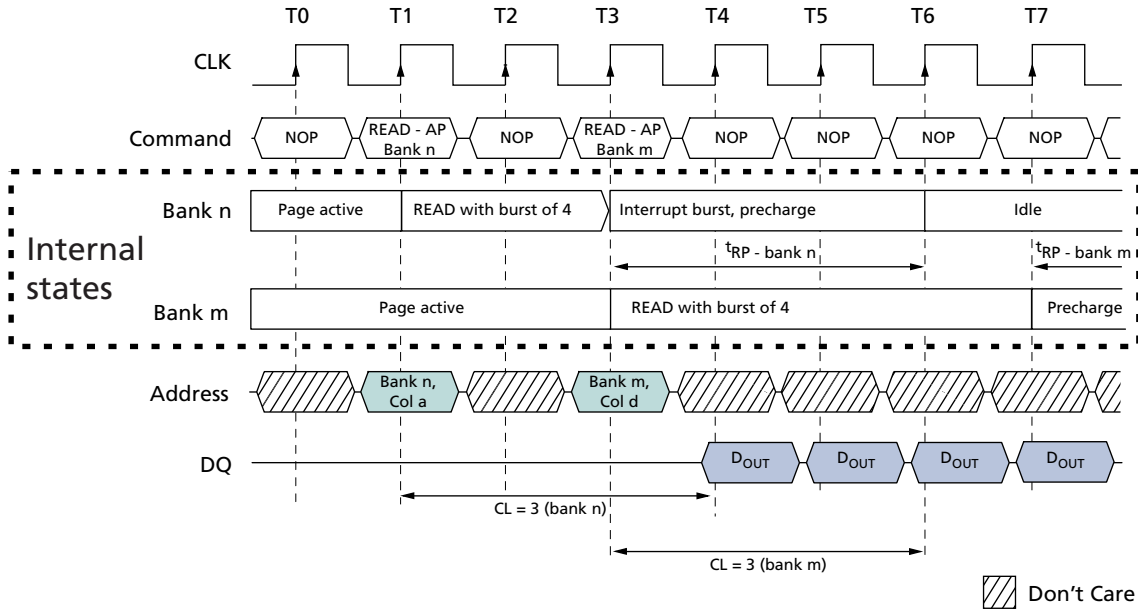 T0 T1 T2 T3 T4 T5 T6 T7
CLK
Command NOP READ - AP Bank n NOP READ - AP Bank m NOP NOP NOP NOP
Internal states
Bank n Page active READ with burst of 4 Interrupt burst, precharge Idle
tRP - bank n tRP - bank m
Bank m Page active READ with burst of 4 Precharge
Address Bank n, Col a Bank m, Col d
DQ DOUT DOUT DOUT DOUT
CL = 3 (bank n)
CL = 3 (bank m)
Don't Care